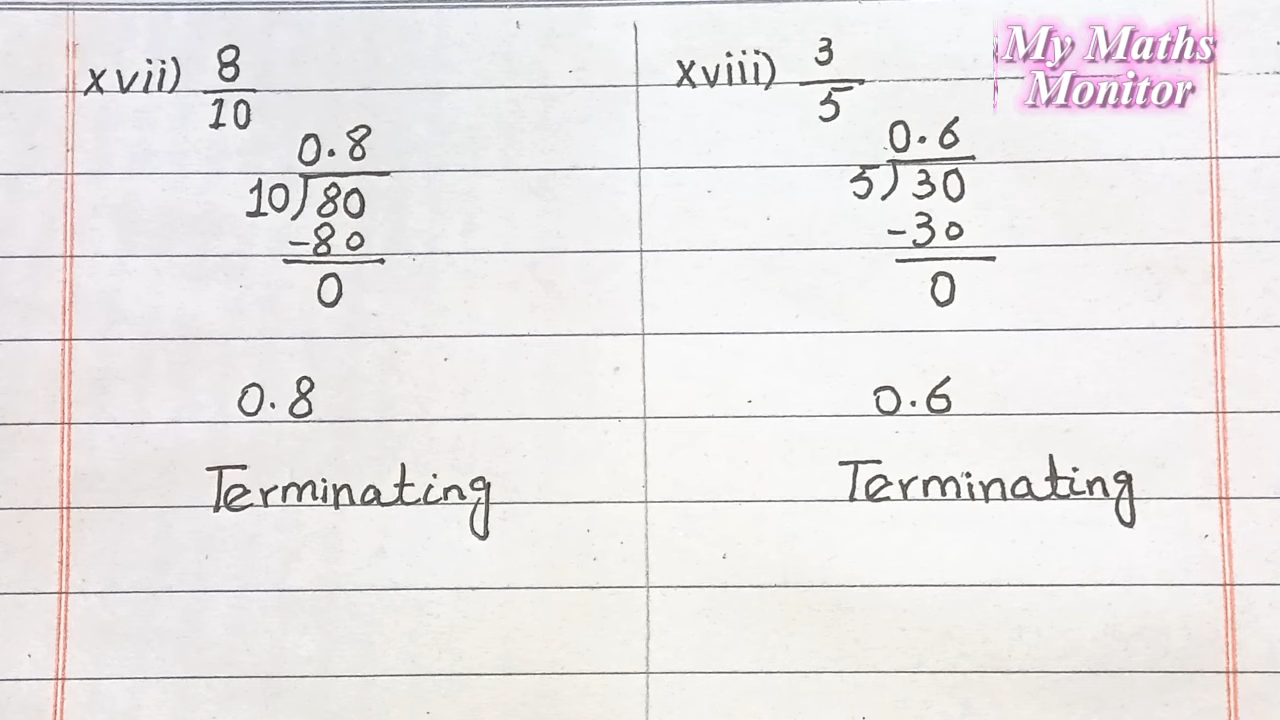 xvii) 8/10
0.8
10)80
-80
0
0.8
Terminating
xviii) 3/5
0.6
5)30
-30
0
0.6
Terminating
My Maths
Monitor